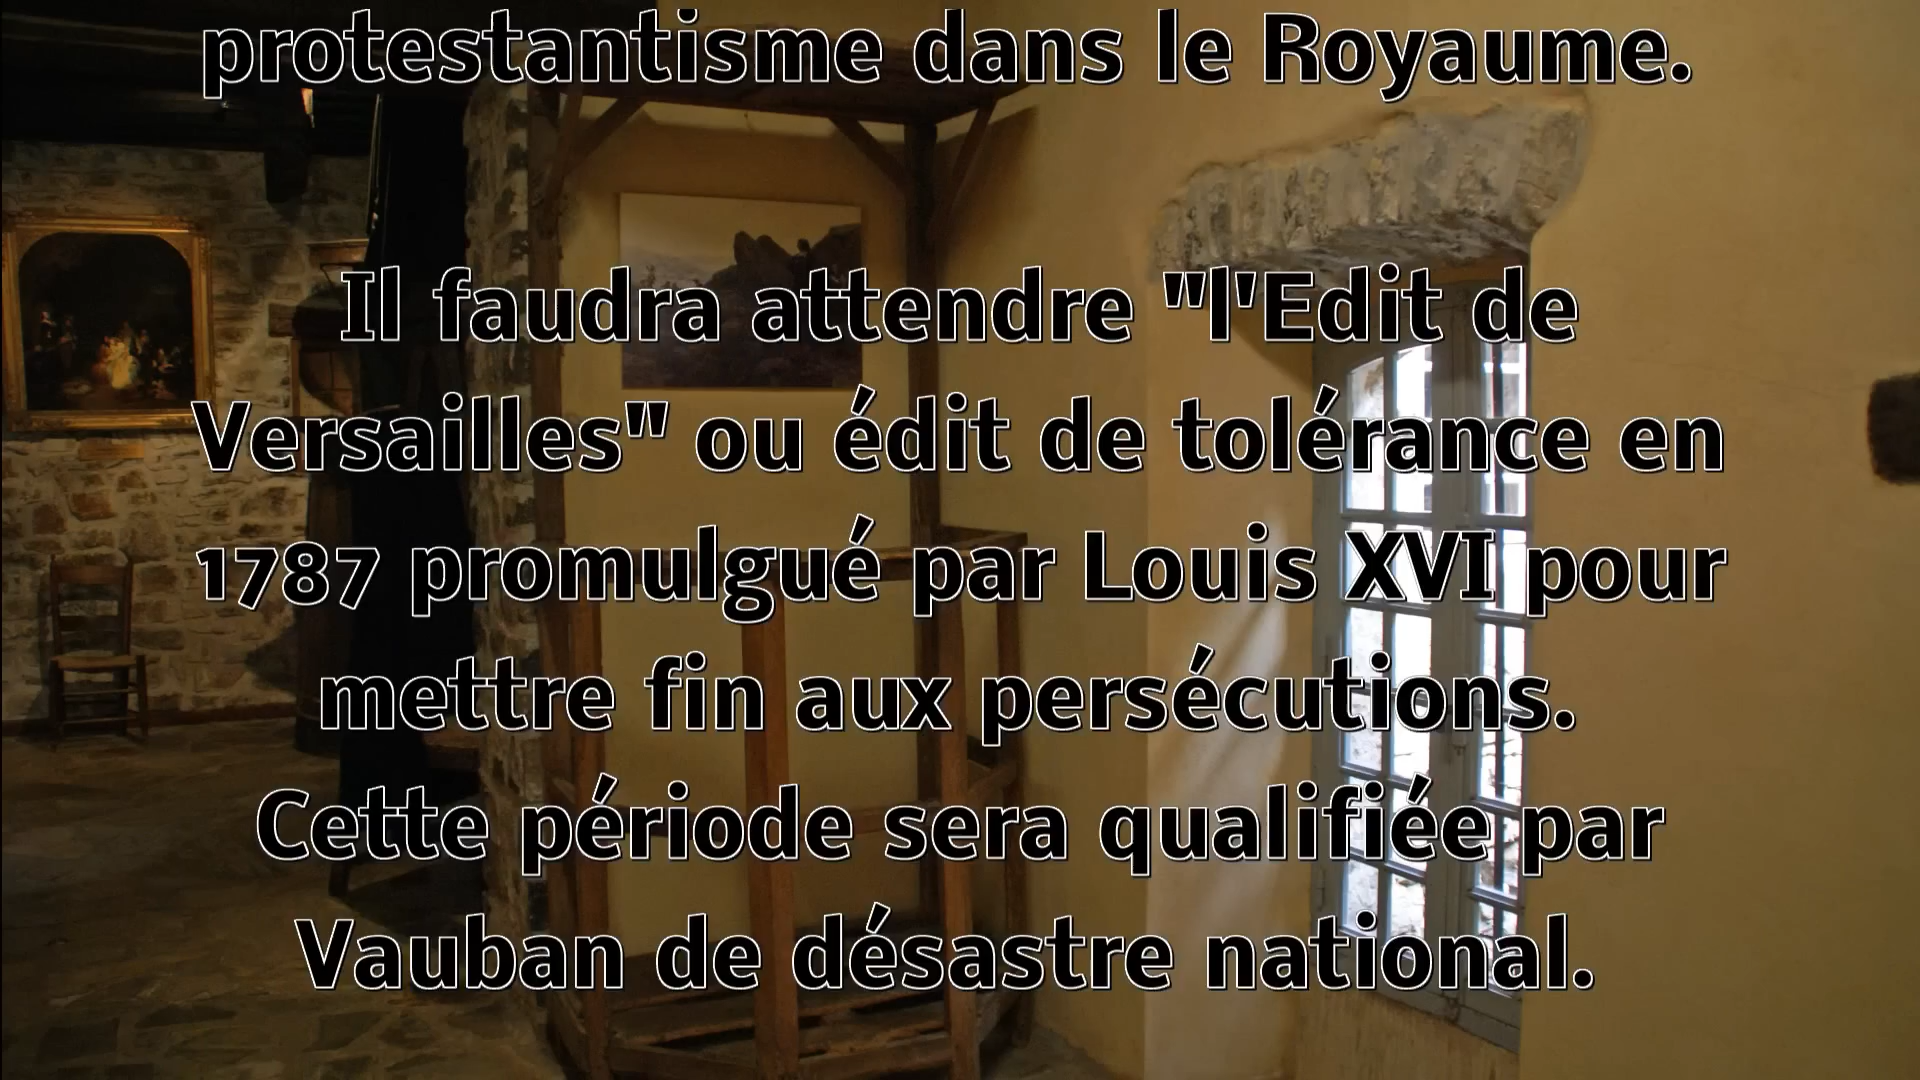 protestantisme dans le Royaume.
Il faudra attendre "l'Edit de
Versailles" ou édit de tolérance en
1787 promulgué par Louis XVI pour
mettre fin aux persécutions.
Cette période sera qualifiée par
Vauban de désastre national.